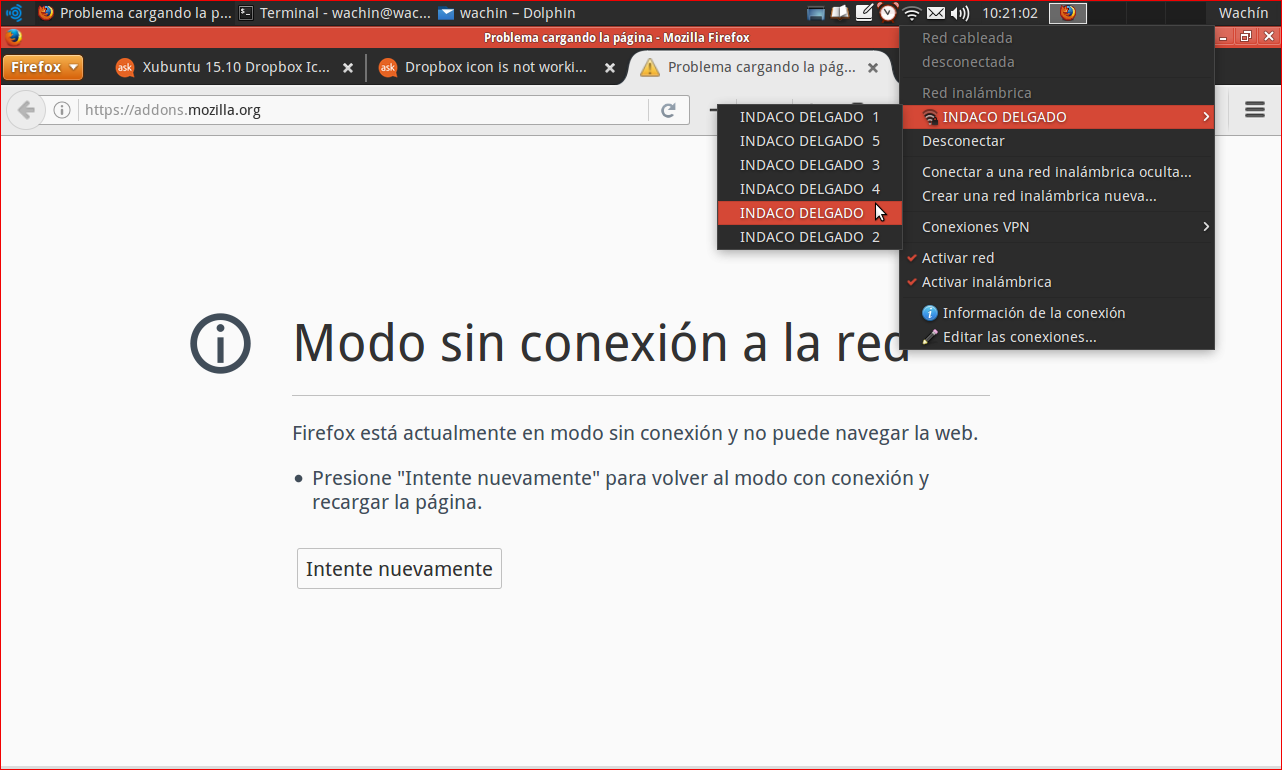 Problema cargando la p...
Terminal - wachin@wac...
wachin – Dolphin
10:21:02
Wachín
Problema cargando la página - Mozilla Firefox
Firefox
ask
Xubuntu 15.10 Dropbox Ic...
ask
Dropbox icon is not worki...
Problema cargando la pág...
https://addons.mozilla.org
Red cableada
desconectada
Red inalámbrica
INDACO DELGADO
Desconectar
Conectar a una red inalámbrica oculta...
Crear una red inalámbrica nueva...
Conexiones VPN
Activar red
Activar inalámbrica
Información de la conexión
Editar las conexiones...
INDACO DELGADO 1
INDACO DELGADO 5
INDACO DELGADO 3
INDACO DELGADO 4
INDACO DELGADO
INDACO DELGADO 2
Modo sin conexión a la red
Firefox está actualmente en modo sin conexión y no puede navegar la web.
Presione "Intente nuevamente" para volver al modo con conexión y
recargar la página.
Intente nuevamente